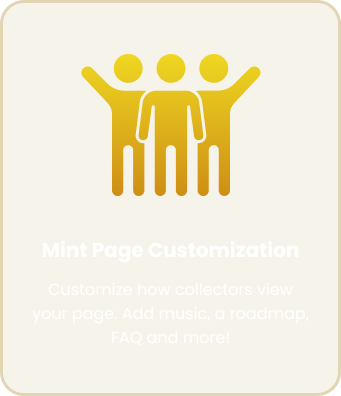 Mint Page Customization
Customize how collectors view
your page. Add music, a roadmap,
FAQ and more!